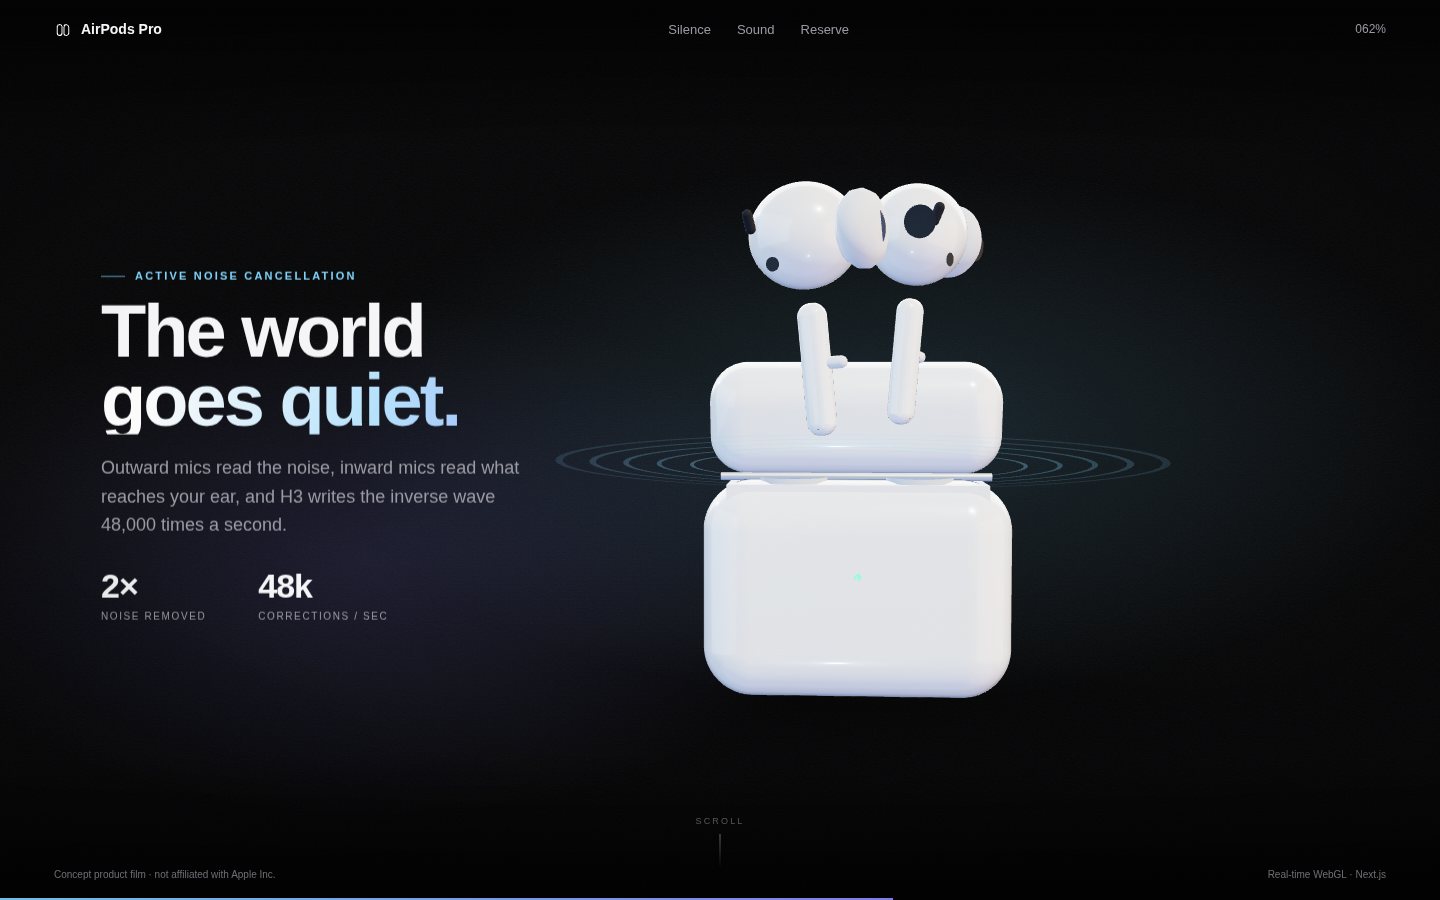 AirPods Pro
Silence
Sound
Reserve
062%
ACTIVE NOISE CANCELLATION
The world
goes quiet.
Outward mics read the noise, inward mics read what
reaches your ear, and H3 writes the inverse wave
48,000 times a second.
2×
48k
NOISE REMOVED
CORRECTIONS / SEC
SCROLL
Concept product film · not affiliated with Apple Inc.
Real-time WebGL · Next.js